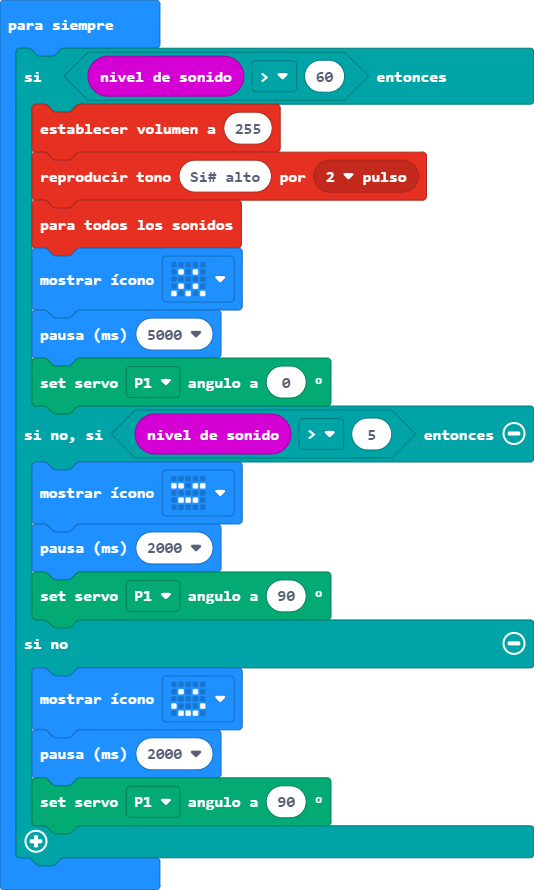 para siempre
si nivel de sonido > 60 entonces
establecer volumen a 255
reproducir tono Si# alto por 2 pulso
para todos los sonidos
mostrar ícono
pausa (ms) 5000
set servo P1 angulo a 0 °
si no, si nivel de sonido > 5 entonces
mostrar ícono
pausa (ms) 2000
set servo P1 angulo a 90 °
si no
mostrar ícono
pausa (ms) 2000
set servo P1 angulo a 90 °